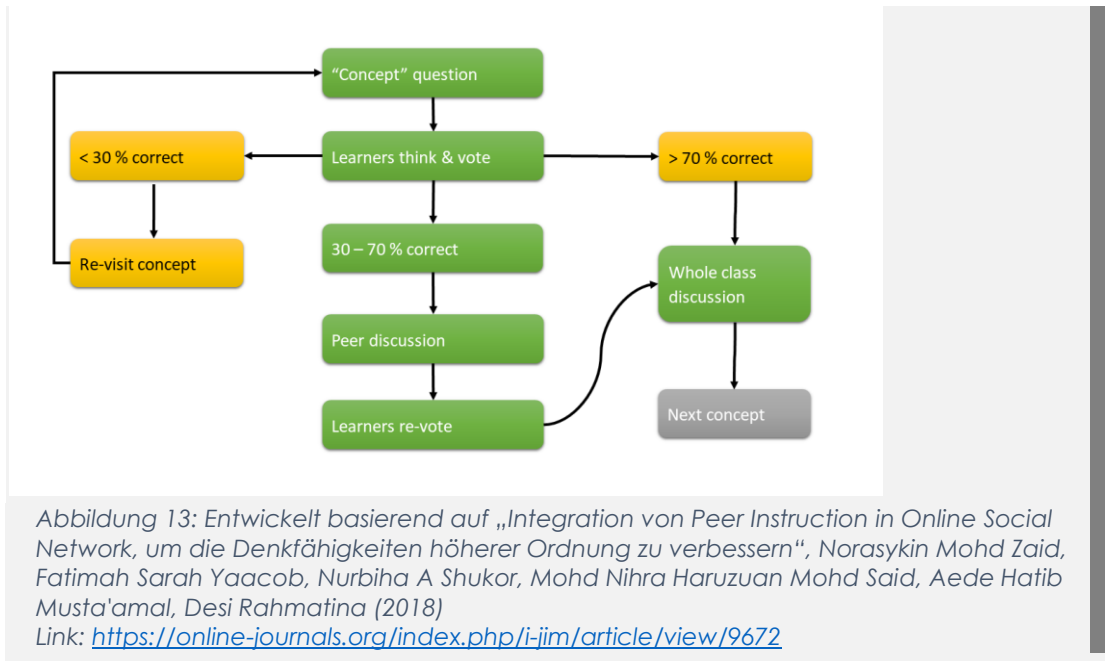 “Concept” question
< 30 % correct
Learners think & vote
> 70 % correct
Re-visit concept
30 – 70 % correct
Whole class
discussion
Peer discussion
Learners re-vote
Next concept
Abbildung 13: Entwickelt basierend auf „Integration von Peer Instruction in Online Social
Network, um die Denkfähigkeiten höherer Ordnung zu verbessern“, Norasykin Mohd Zaid,
Fatimah Sarah Yaacob, Nurbiha A Shukor, Mohd Nihra Haruzuan Mohd Said, Aede Hatib
Musta'amal, Desi Rahmatina (2018)
Link: https://online-journals.org/index.php/i-jim/article/view/9672